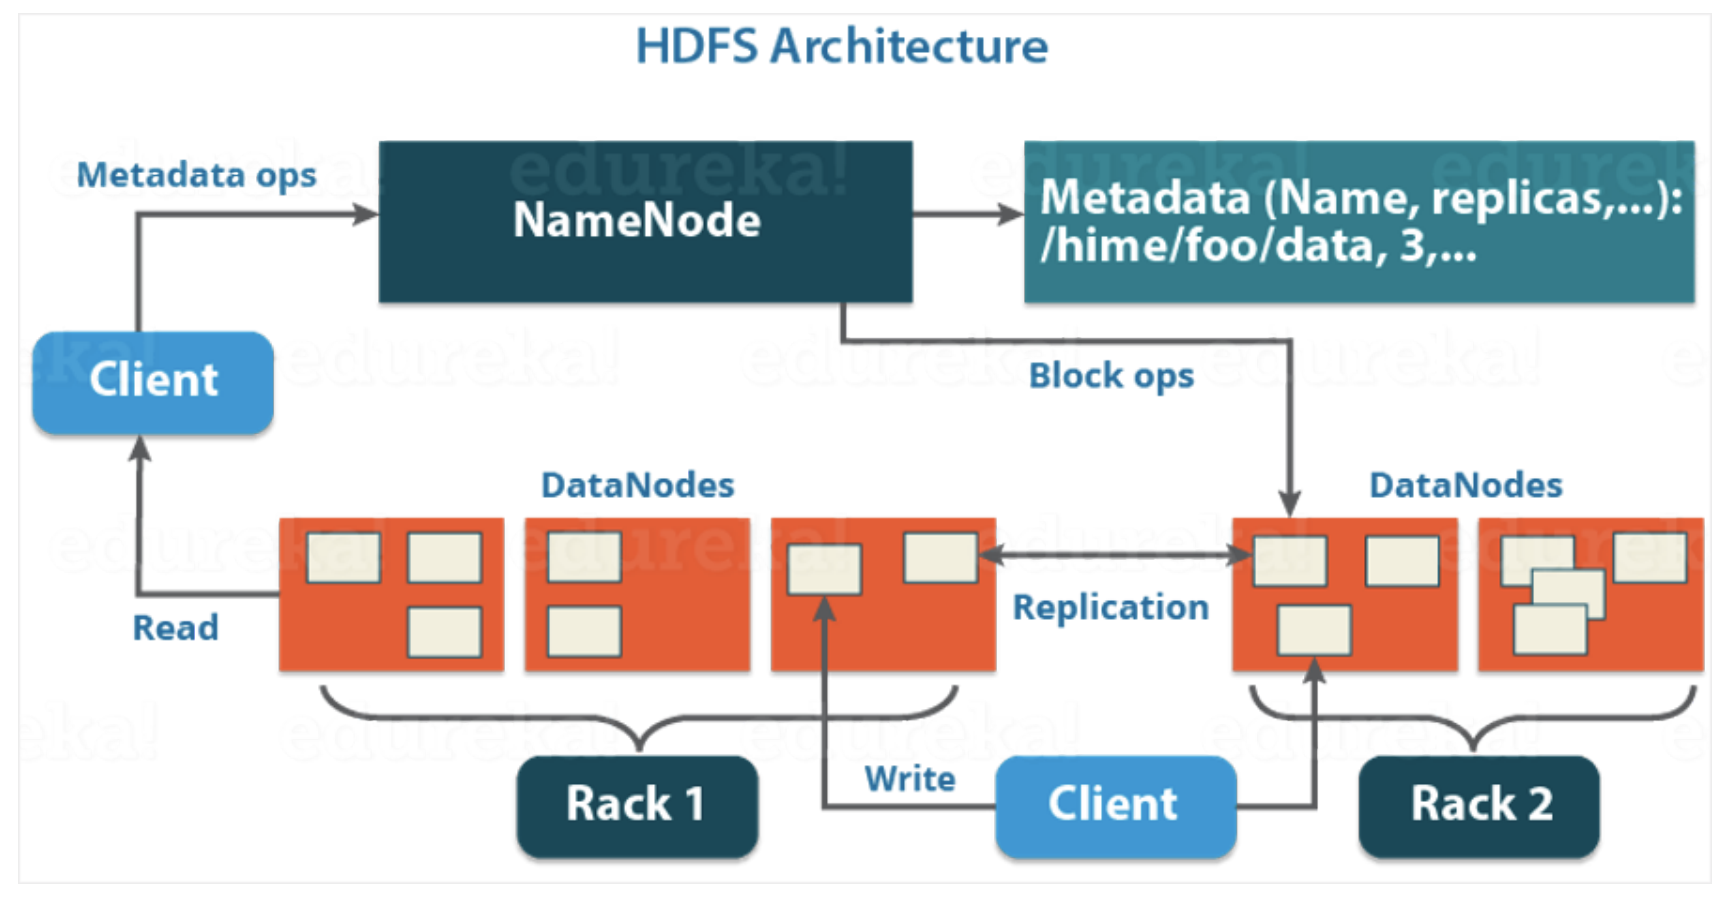 HDFS Architecture
Metadata ops
edureka!
NameNode
Metadata (Name, replicas,...):
/hime/foo/data, 3,...
Client
Block ops
DataNodes
DataNodes
Replication
Read
Write
Rack 1
Client
Rack 2